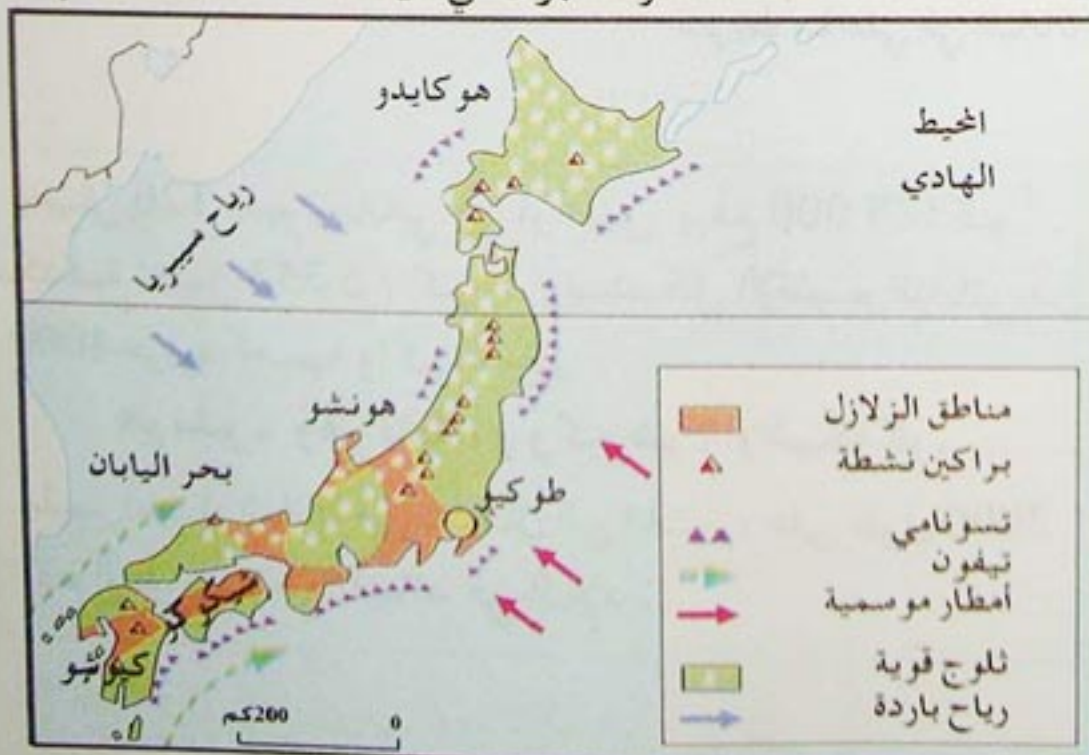 هوكايدو
المحيط
الهادي
رياح سيبريا
هونشو
بحر اليابان
طوكيو
شيكوكو
كيوشو
200كم
0
مناطق الزلازل
براكين نشطة
تسونامي
تيفون
أمطار موسمية
ثلوج قوية
رياح باردة